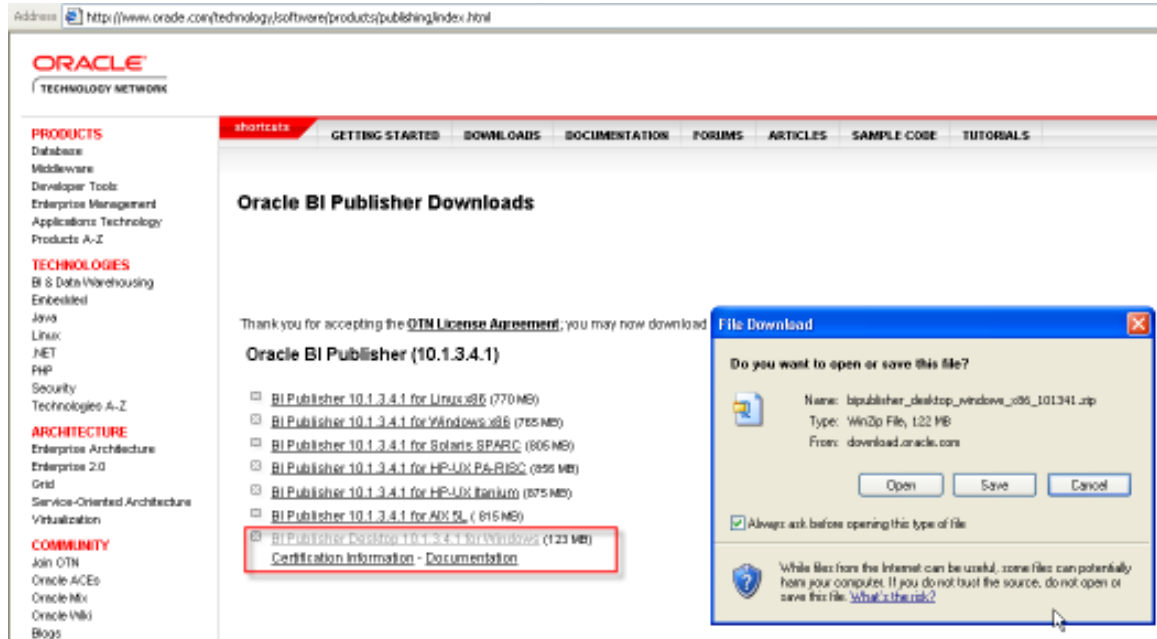 Address http://www.oracle.com/technology/software/products/publishing/index.html
ORACLE
TECHNOLOGY NETWORK
shortcuts GETTING STARTED DOWNLOADS DOCUMENTATION FORUMS ARTICLES SAMPLE CODE TUTORIALS
PRODUCTS
Database
Middleware
Developer Tools
Enterprise Management
Applications Technology
Products A-Z
TECHNOLOGIES
BI & Data Warehousing
Embedded
Java
Linux
.NET
PHP
Security
Technologies A-Z
ARCHITECTURE
Enterprise Architecture
Enterprise 2.0
Grid
Service-Oriented Architecture
Virtualization
COMMUNITY
Join OTN
Oracle ACEs
Oracle Mix
Oracle Wiki
Blogs
Oracle BI Publisher Downloads
Thank you for accepting the OTN License Agreement; you may now download
Oracle BI Publisher (10.1.3.4.1)
BI Publisher 10.1.3.4.1 for Linux x86 (770 MB)
BI Publisher 10.1.3.4.1 for Windows x86 (765 MB)
BI Publisher 10.1.3.4.1 for Solaris SPARC (805 MB)
BI Publisher 10.1.3.4.1 for HP-UX PA-RISC (856 MB)
BI Publisher 10.1.3.4.1 for HP-UX Itanium (875 MB)
BI Publisher 10.1.3.4.1 for AIX 5L ( 815 MB)
BI Publisher Desktop 10.1.3.4.1 for Windows (123 MB)
Certification Information - Documentation
File Download
Do you want to open or save this file?
Name: bipublisher_desktop_windows_x86_101341.zip
Type: WinZip File, 122 MB
From: download.oracle.com
Open Save Cancel
Always ask before opening this type of file
While files from the Internet can be useful, some files can potentially
harm your computer. If you do not trust the source, do not open or
save this file. What's the risk?